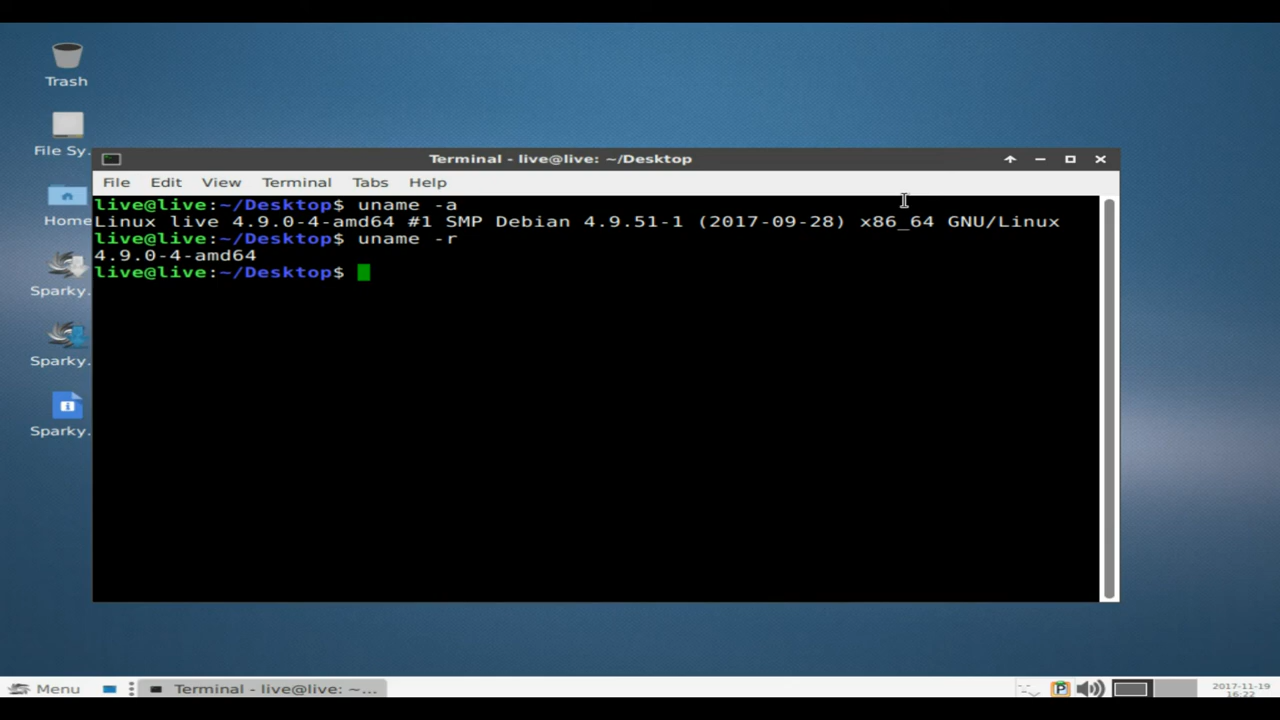 Trash
File Sy.
Home
Sparky.
Sparky.
Sparky.
Terminal - live@live: ~/Desktop
File Edit View Terminal Tabs Help
live@live:~/Desktop$ uname -a
Linux live 4.9.0-4-amd64 #1 SMP Debian 4.9.51-1 (2017-09-28) x86_64 GNU/Linux
live@live:~/Desktop$ uname -r
4.9.0-4-amd64
live@live:~/Desktop$
Menu
Terminal - live@live: ~...
P
2017-11-19
16:22